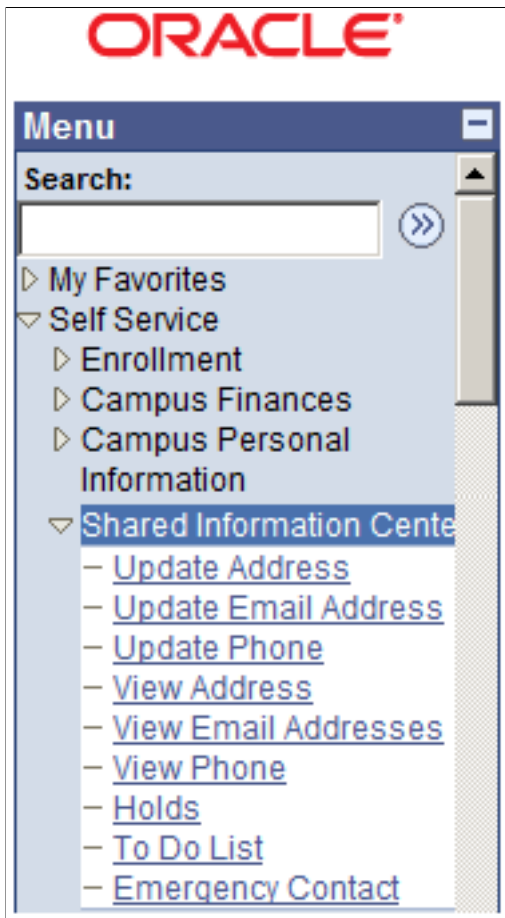 ORACLE
Menu
Search:
My Favorites
Self Service
Enrollment
Campus Finances
Campus Personal
Information
Shared Information Cente
– Update Address
– Update Email Address
– Update Phone
– View Address
– View Email Addresses
– View Phone
– Holds
– To Do List
– Emergency Contact